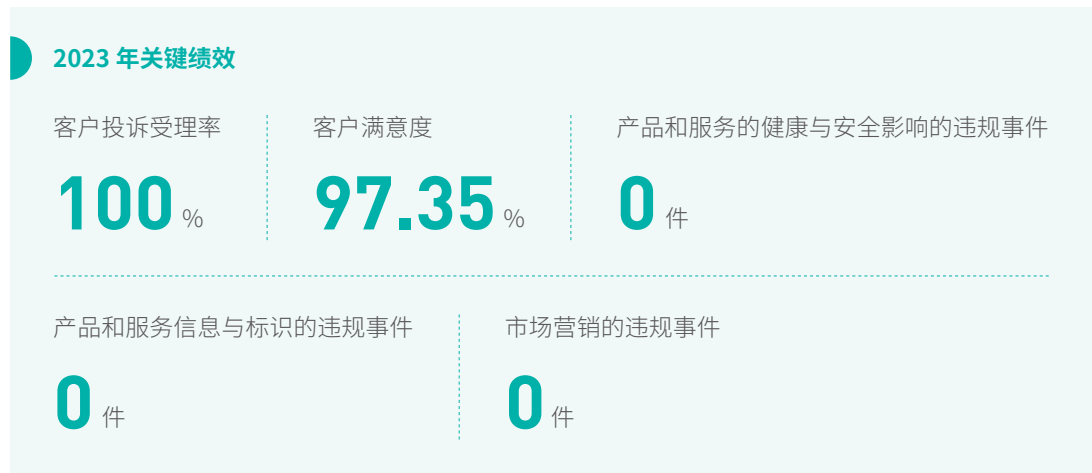 2023 年关键绩效
客户投诉受理率
100 %
客户满意度
97.35 %
产品和服务的健康与安全影响的违规事件
0 件
产品和服务信息与标识的违规事件
0 件
市场营销的违规事件
0 件